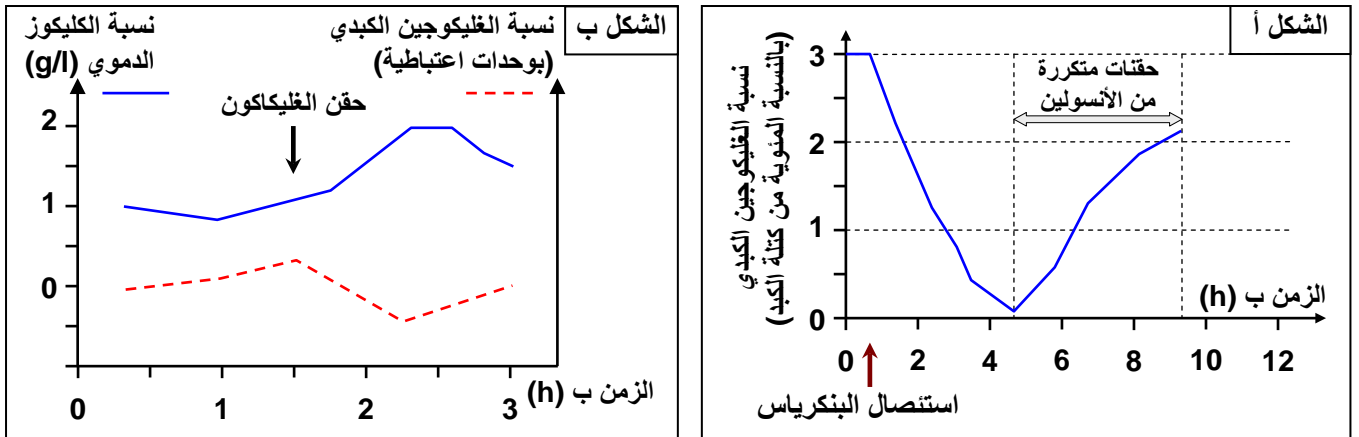 الشكل أ
نسبة الغليكوجين الكبدي
(بالنسبة المئوية من كتلة الكبد)
حقنات متكررة
من الأنسولين
3
2
1
0
الزمن ب (h)
0 2 4 6 8 10 12
استئصال البنكرياس
الشكل ب
نسبة الغليكوجين الكبدي
(بوحدات اعتباطية)
نسبة الكليكوز
الدموي (g/l)
حقن الغليكاكون
2
1
0
الزمن ب (h)
0 1 2 3